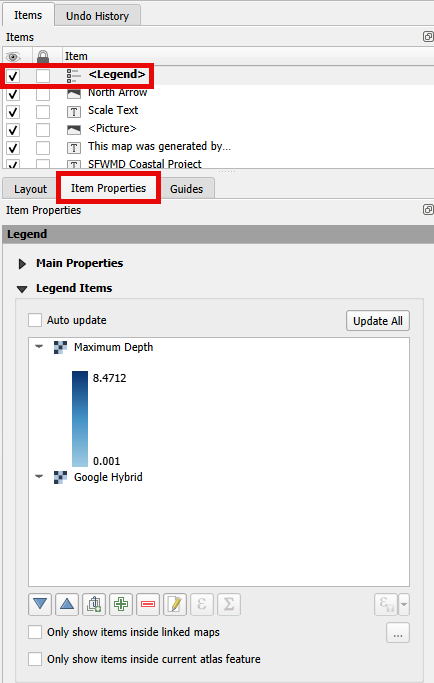 Items Undo History
Items
Item
<Legend>
North Arrow
T Scale Text
<Picture>
T This map was generated by...
T SFWMD Coastal Project
Layout Item Properties Guides
Item Properties
Legend
Main Properties
Legend Items
Auto update Update All
Maximum Depth
8.4712
0.001
Google Hybrid
ε Σ ε
Only show items inside linked maps ...
Only show items inside current atlas feature